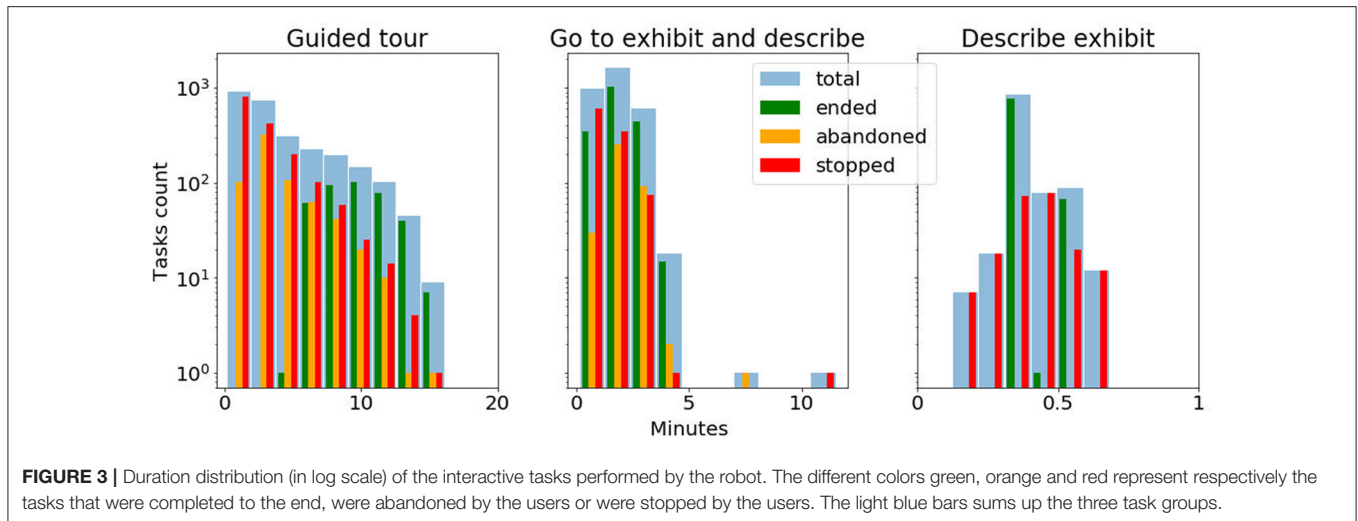 Guided tour
Go to exhibit and describe
Describe exhibit
total
ended
abandoned
stopped
Tasks count
10³
10²
10¹
10⁰
0
10
20
0
5
10
0
0.5
1
Minutes
FIGURE 3 | Duration distribution (in log scale) of the interactive tasks performed by the robot. The different colors green, orange and red represent respectively the
tasks that were completed to the end, were abandoned by the users or were stopped by the users. The light blue bars sums up the three task groups.